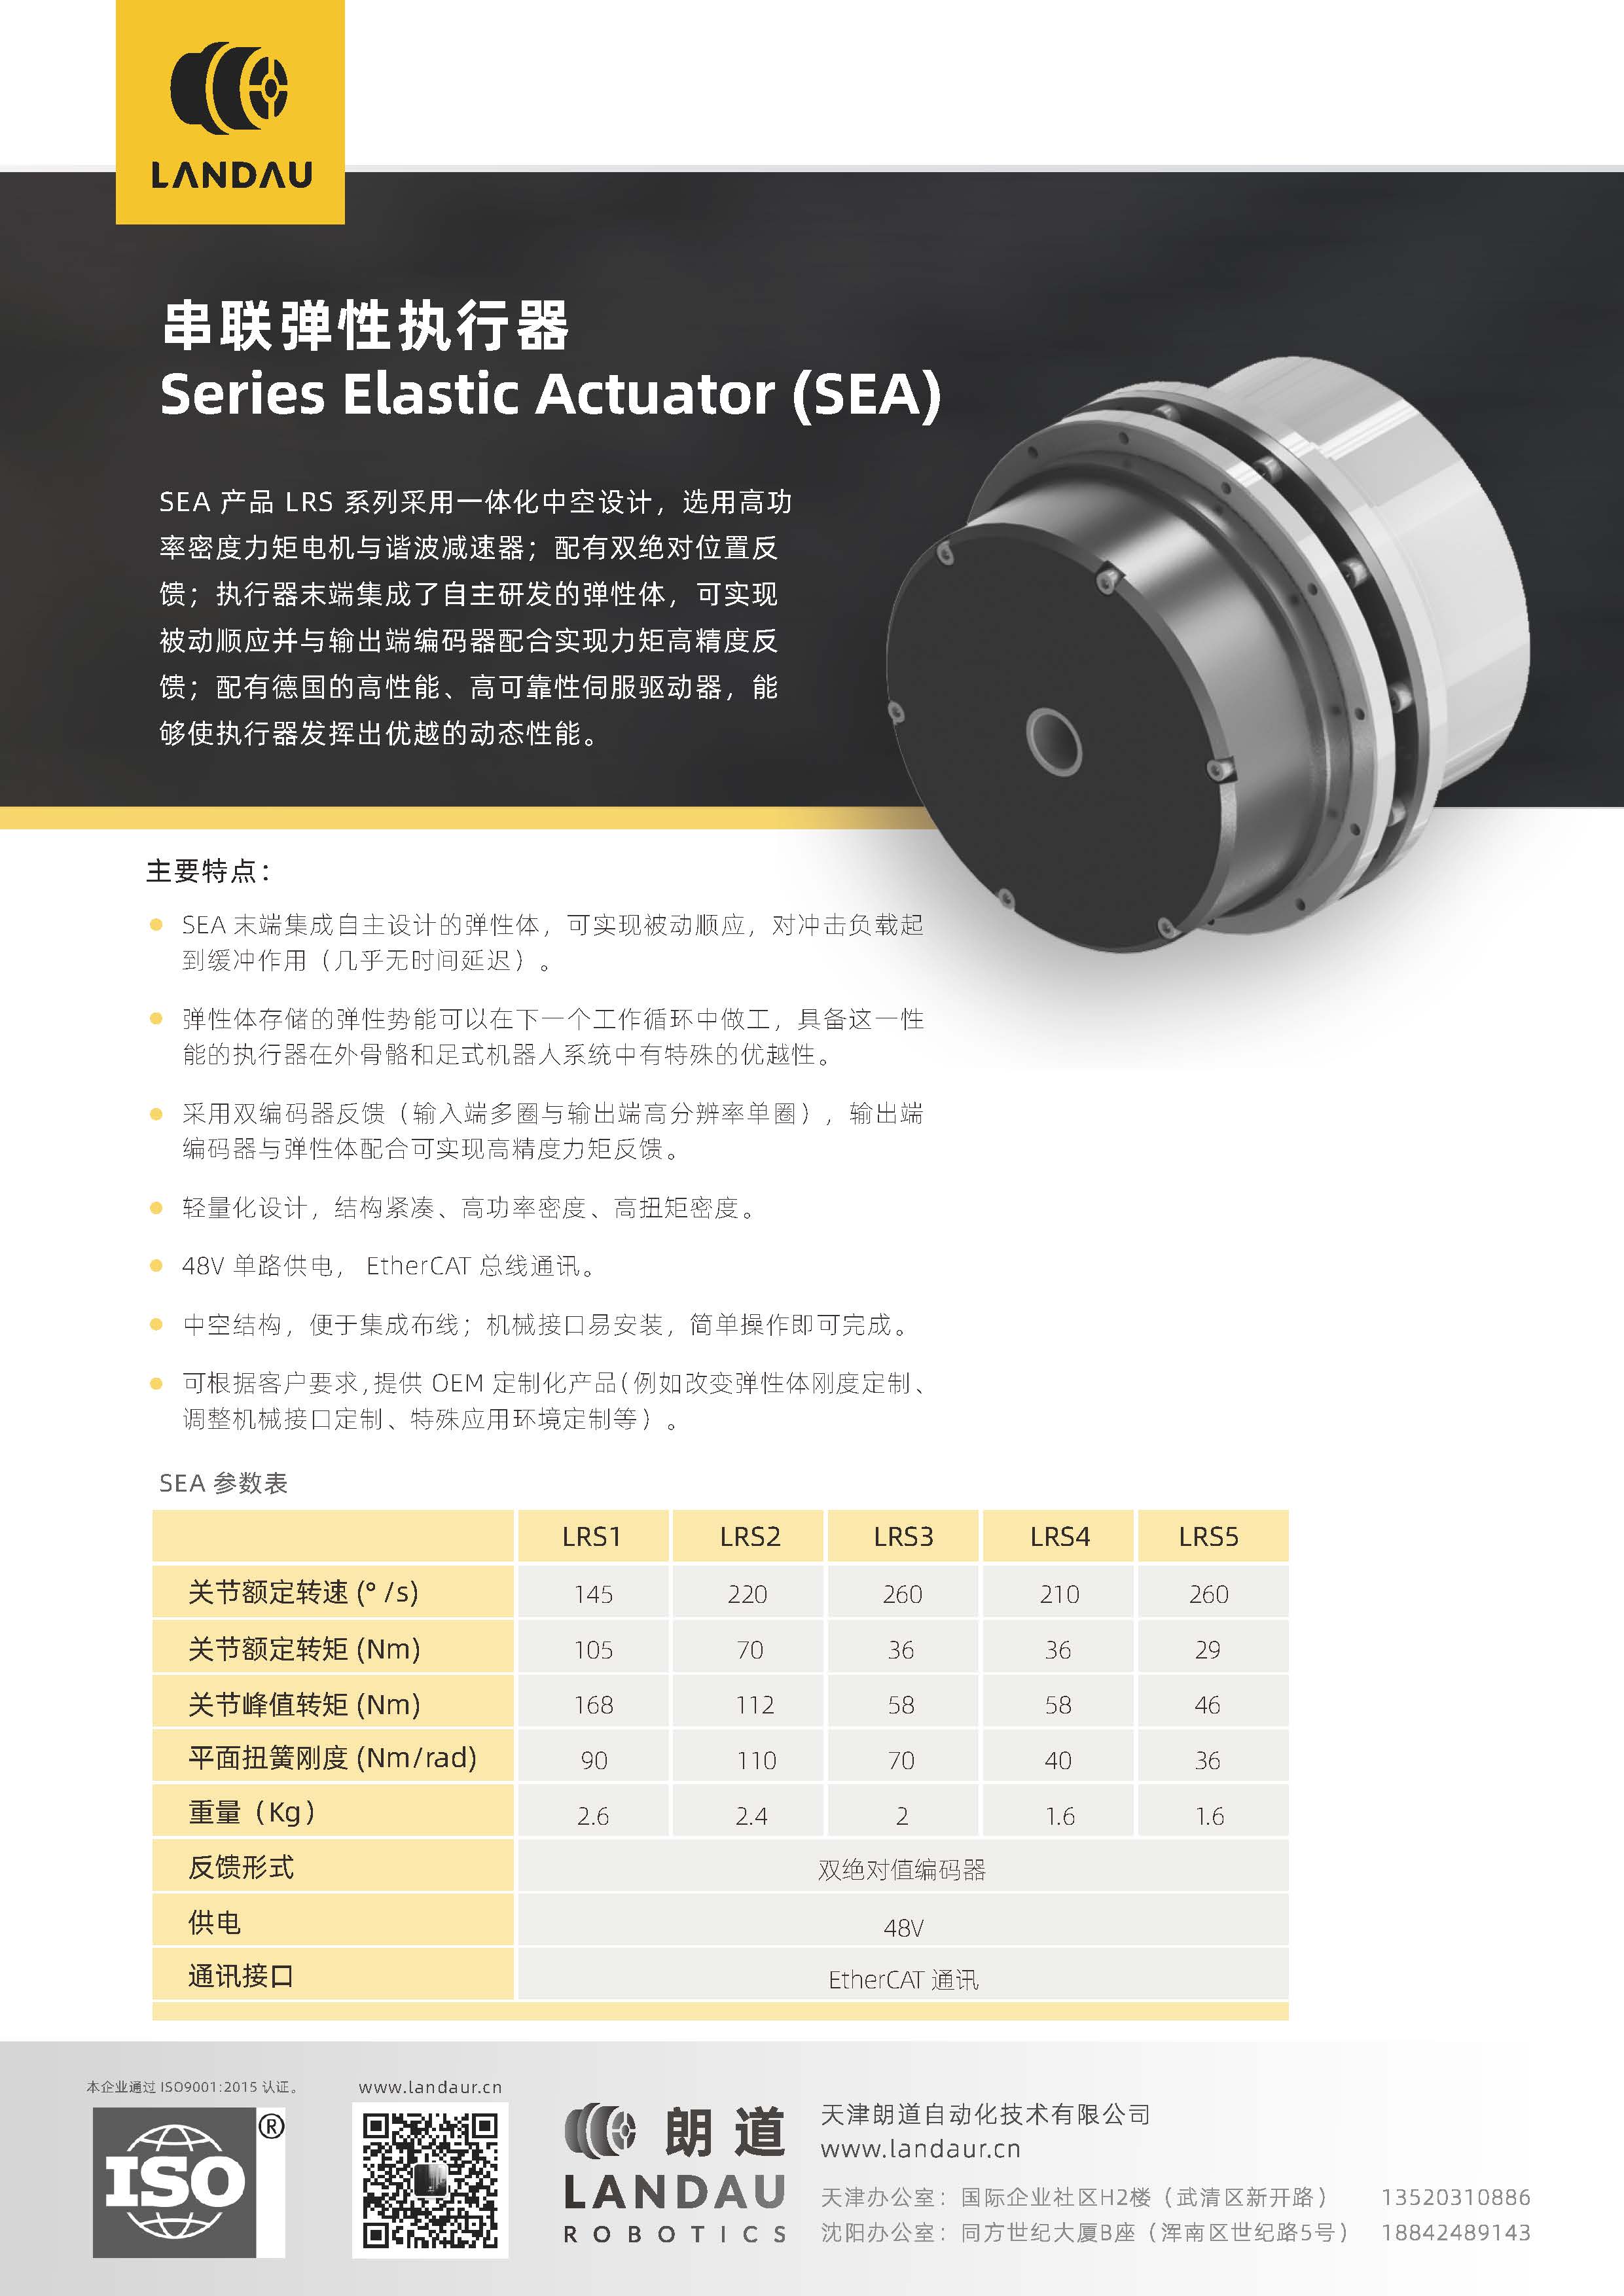 LANDAU
串联弹性执行器
Series Elastic Actuator (SEA)
SEA 产品 LRS 系列采用一体化中空设计，选用高功
率密度力矩电机与谐波减速器；配有双绝对位置反
馈；执行器末端集成了自主研发的弹性体，可实现
被动顺应并与输出端编码器配合实现力矩高精度反
馈；配有德国的高性能、高可靠性伺服驱动器，能
够使执行器发挥出优越的动态性能。
主要特点：
SEA 末端集成自主设计的弹性体，可实现被动顺应，对冲击负载起
到缓冲作用（几乎无时间延迟）。
弹性体存储的弹性势能可以在下一个工作循环中做工，具备这一性
能的执行器在外骨骼和足式机器人系统中有特殊的优越性。
采用双编码器反馈（输入端多圈与输出端高分辨率单圈），输出端
编码器与弹性体配合可实现高精度力矩反馈。
轻量化设计，结构紧凑、高功率密度、高扭矩密度。
48V 单路供电， EtherCAT 总线通讯。
中空结构，便于集成布线；机械接口易安装，简单操作即可完成。
可根据客户要求，提供 OEM 定制化产品（例如改变弹性体刚度定制、
调整机械接口定制、特殊应用环境定制等）。
SEA 参数表
LRS1 LRS2 LRS3 LRS4 LRS5
关节额定转速 (° /s) 145 220 260 210 260
关节额定转矩 (Nm) 105 70 36 36 29
关节峰值转矩 (Nm) 168 112 58 58 46
平面扭簧刚度 (Nm/rad) 90 110 70 40 36
重量（Kg） 2.6 2.4 2 1.6 1.6
反馈形式 双绝对值编码器
供电 48V
通讯接口 EtherCAT 通讯
本企业通过 ISO9001:2015 认证。
ISO ®
www.landaur.cn
朗道
LANDAU
ROBOTICS
天津朗道自动化技术有限公司
www.landaur.cn
天津办公室：国际企业社区H2楼（武清区新开路） 13520310886
沈阳办公室：同方世纪大厦B座（浑南区世纪路5号） 18842489143